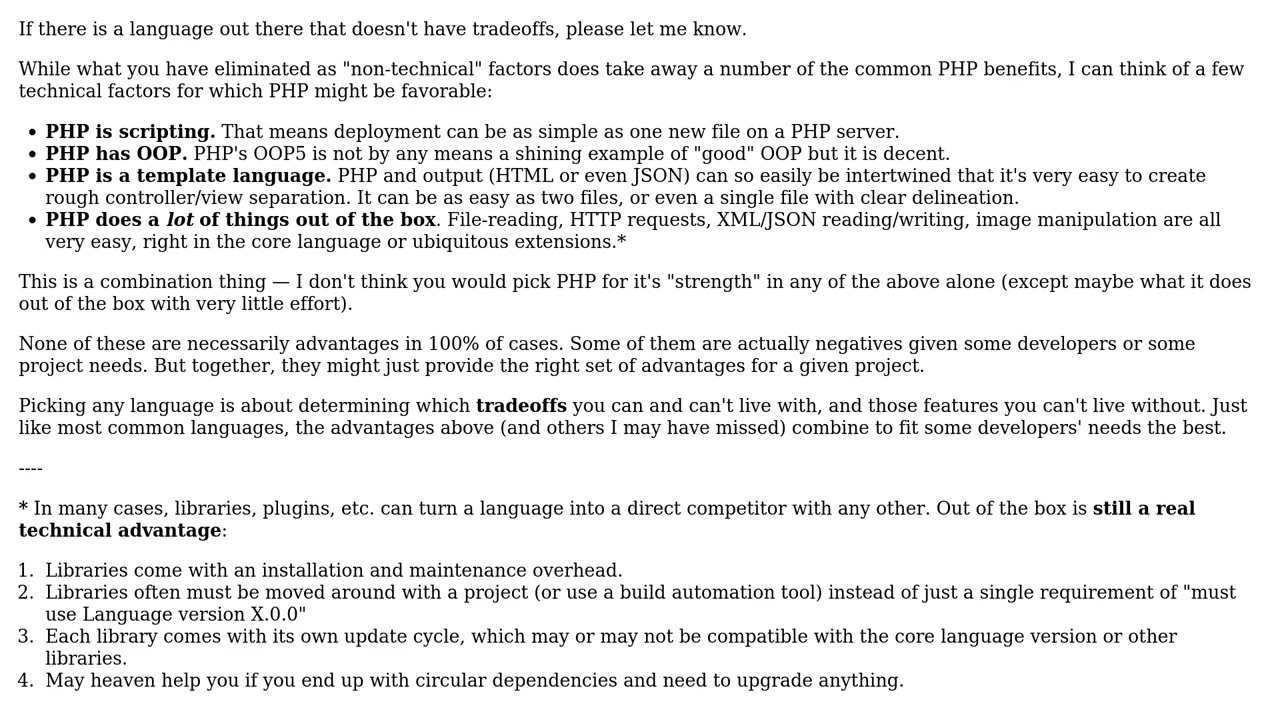 If there is a language out there that doesn't have tradeoffs, please let me know.
While what you have eliminated as "non-technical" factors does take away a number of the common PHP benefits, I can think of a few
technical factors for which PHP might be favorable:
• PHP is scripting. That means deployment can be as simple as one new file on a PHP server.
• PHP has OOP. PHP's OOP5 is not by any means a shining example of "good" OOP but it is decent.
• PHP is a template language. PHP and output (HTML or even JSON) can so easily be intertwined that it's very easy to create
rough controller/view separation. It can be as easy as two files, or even a single file with clear delineation.
• PHP does a lot of things out of the box. File-reading, HTTP requests, XML/JSON reading/writing, image manipulation are all
very easy, right in the core language or ubiquitous extensions.*
This is a combination thing — I don't think you would pick PHP for it's "strength" in any of the above alone (except maybe what it does
out of the box with very little effort).
None of these are necessarily advantages in 100% of cases. Some of them are actually negatives given some developers or some
project needs. But together, they might just provide the right set of advantages for a given project.
Picking any language is about determining which tradeoffs you can and can't live with, and those features you can't live without. Just
like most common languages, the advantages above (and others I may have missed) combine to fit some developers' needs the best.
----
* In many cases, libraries, plugins, etc. can turn a language into a direct competitor with any other. Out of the box is still a real
technical advantage:
1. Libraries come with an installation and maintenance overhead.
2. Libraries often must be moved around with a project (or use a build automation tool) instead of just a single requirement of "must
use Language version X.0.0"
3. Each library comes with its own update cycle, which may or may not be compatible with the core language version or other
libraries.
4. May heaven help you if you end up with circular dependencies and need to upgrade anything.